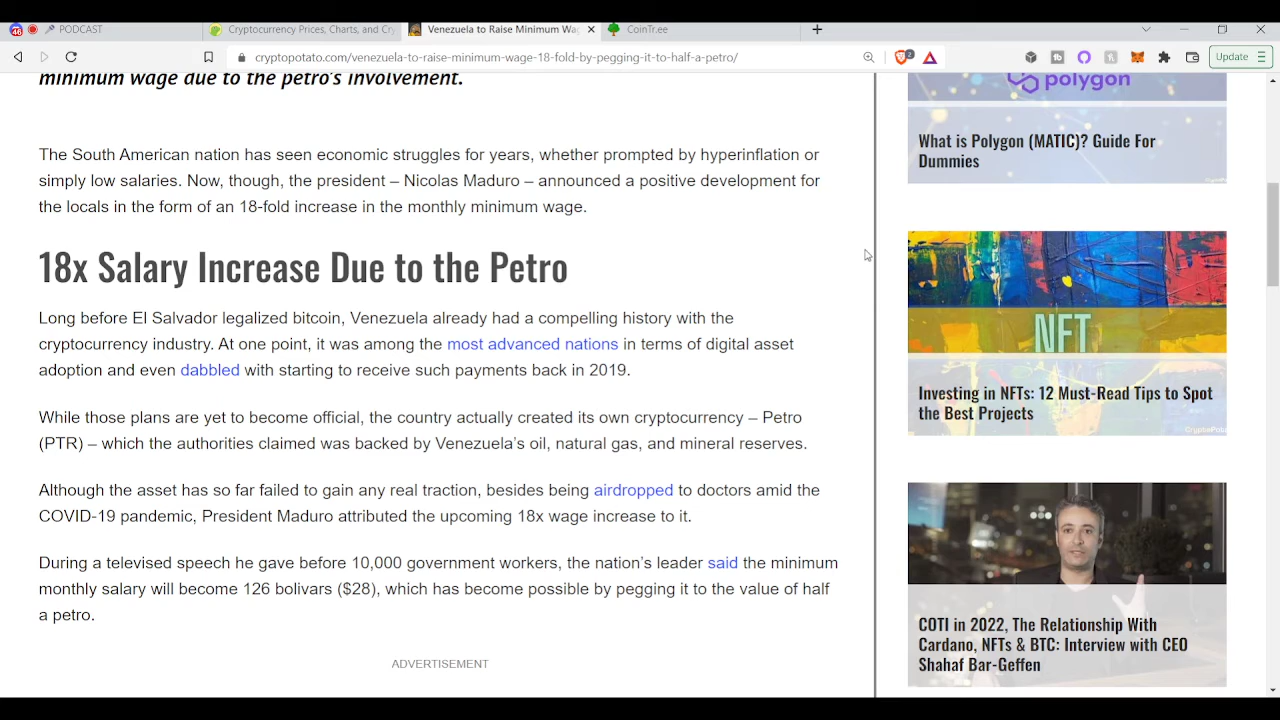 PODCAST
Cryptocurrency Prices, Charts, and Cr
Venezuela to Raise Minimum Wa
CoinTree
cryptopotato.com/venezuela-to-raise-minimum-wage-18-fold-by-pegging-it-to-half-a-petro/
Update
minimum wage due to the petro's involvement.
The South American nation has seen economic struggles for years, whether prompted by hyperinflation or
simply low salaries. Now, though, the president – Nicolas Maduro – announced a positive development for
the locals in the form of an 18-fold increase in the monthly minimum wage.
18x Salary Increase Due to the Petro
Long before El Salvador legalized bitcoin, Venezuela already had a compelling history with the
cryptocurrency industry. At one point, it was among the most advanced nations in terms of digital asset
adoption and even dabbled with starting to receive such payments back in 2019.
While those plans are yet to become official, the country actually created its own cryptocurrency – Petro
(PTR) – which the authorities claimed was backed by Venezuela's oil, natural gas, and mineral reserves.
Although the asset has so far failed to gain any real traction, besides being airdropped to doctors amid the
COVID-19 pandemic, President Maduro attributed the upcoming 18x wage increase to it.
During a televised speech he gave before 10,000 government workers, the nation's leader said the minimum
monthly salary will become 126 bolivars ($28), which has become possible by pegging it to the value of half
a petro.
ADVERTISEMENT
polygon
What is Polygon (MATIC)? Guide For
Dummies
NFT
Investing in NFTs: 12 Must-Read Tips to Spot
the Best Projects
COTI in 2022, The Relationship With
Cardano, NFTs & BTC: Interview with CEO
Shahaf Bar-Geffen